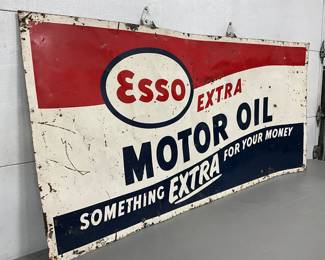 Esso EXTRA
MOTOR OIL
SOMETHING EXTRA FOR YOUR MONEY